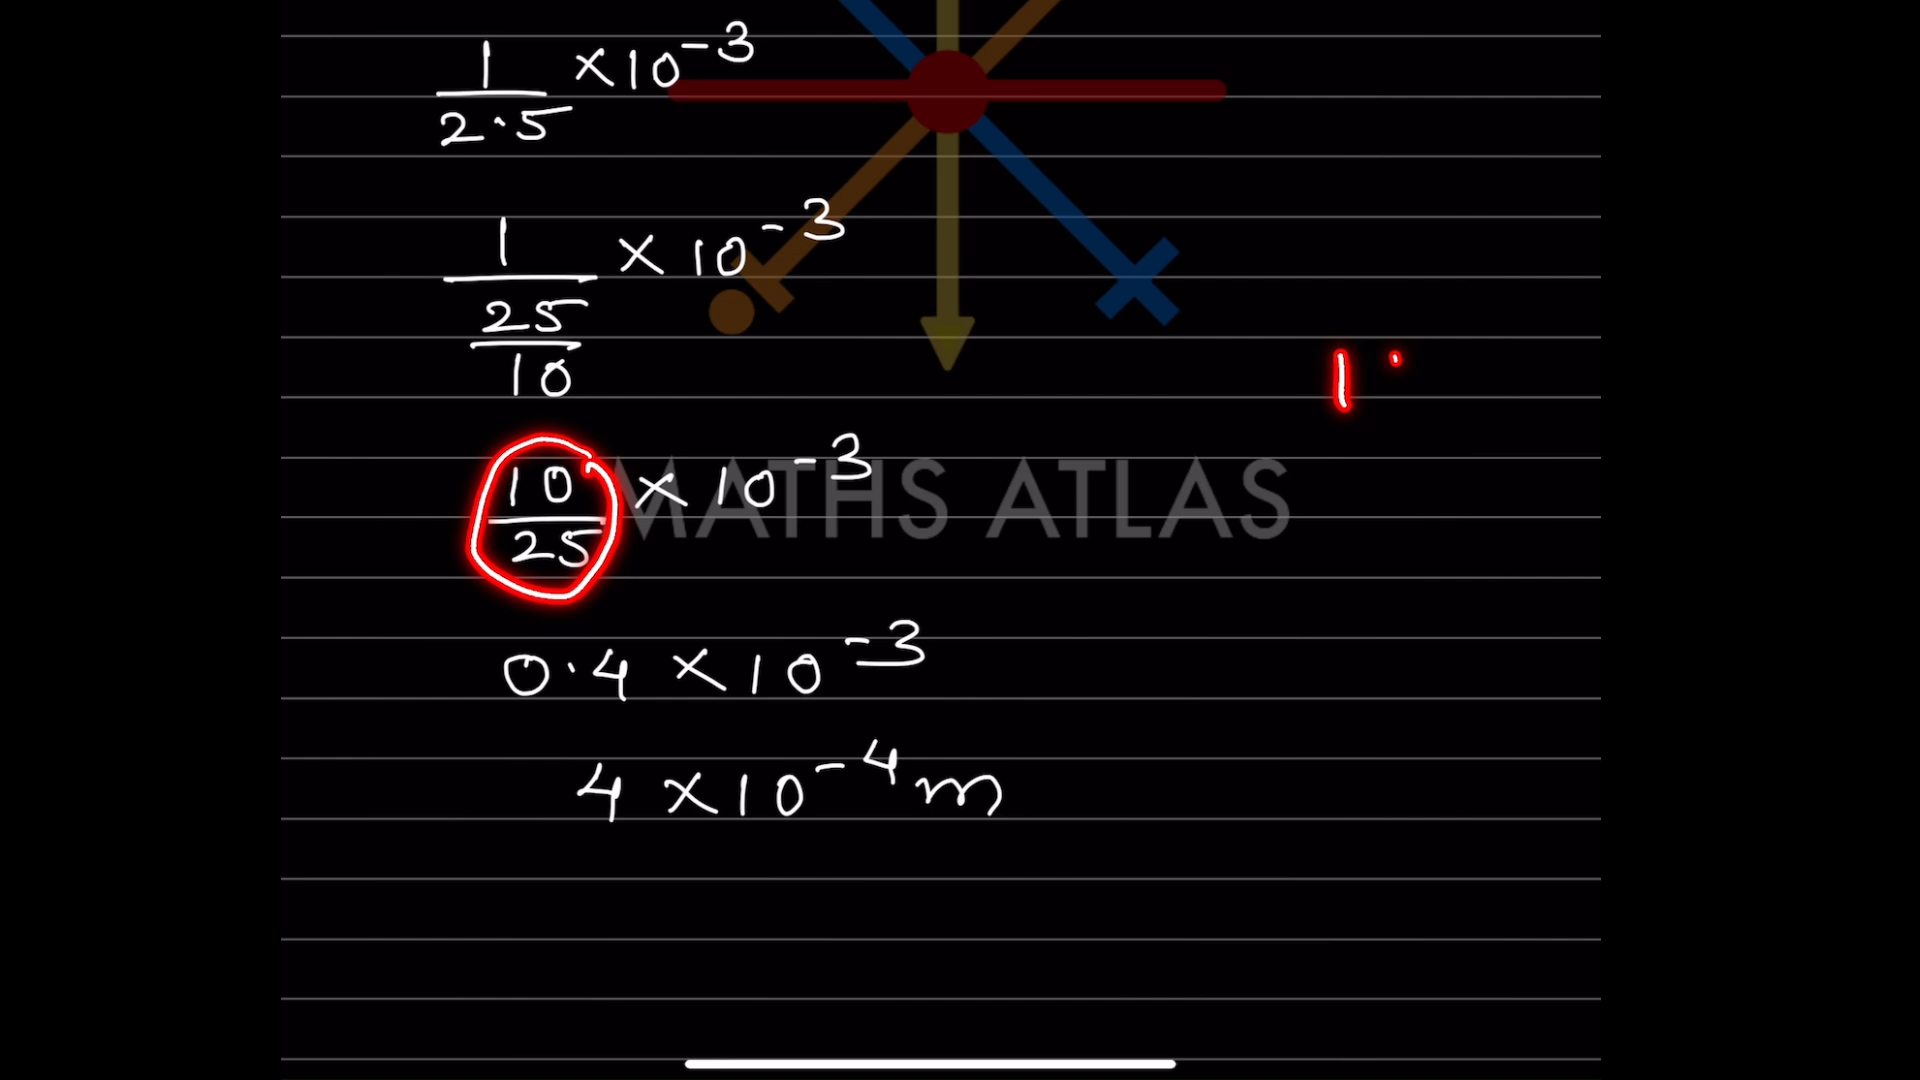 1/2·5 ×10⁻³
1/(25/10) × 10⁻³
10/25 × 10⁻³
MATHS ATLAS
0·4 × 10⁻³
4 × 10⁻⁴ m
1